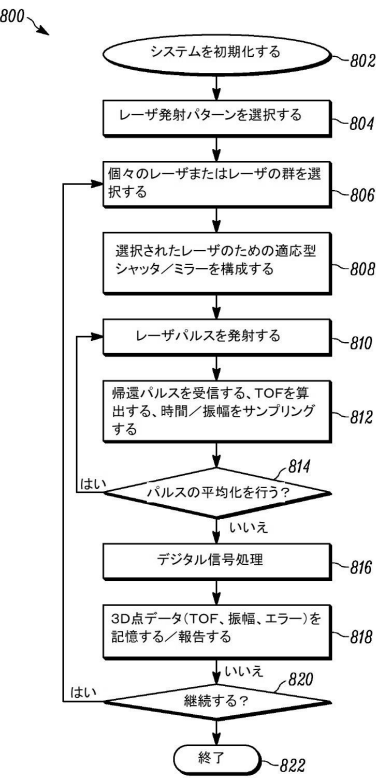 800
システムを初期化する
802
レーザ発射パターンを選択する
804
個々のレーザまたはレーザの群を選
択する
806
選択されたレーザのための適応型
シャッタ/ミラーを構成する
808
レーザパルスを発射する
810
帰還パルスを受信する、TOFを算
出する、時間/振幅をサンプリング
する
812
814
パルスの平均化を行う?
はい
いいえ
デジタル信号処理
816
3D点データ(TOF、振幅、エラー)を
記憶する/報告する
818
いいえ
820
はい
継続する?
終了
822